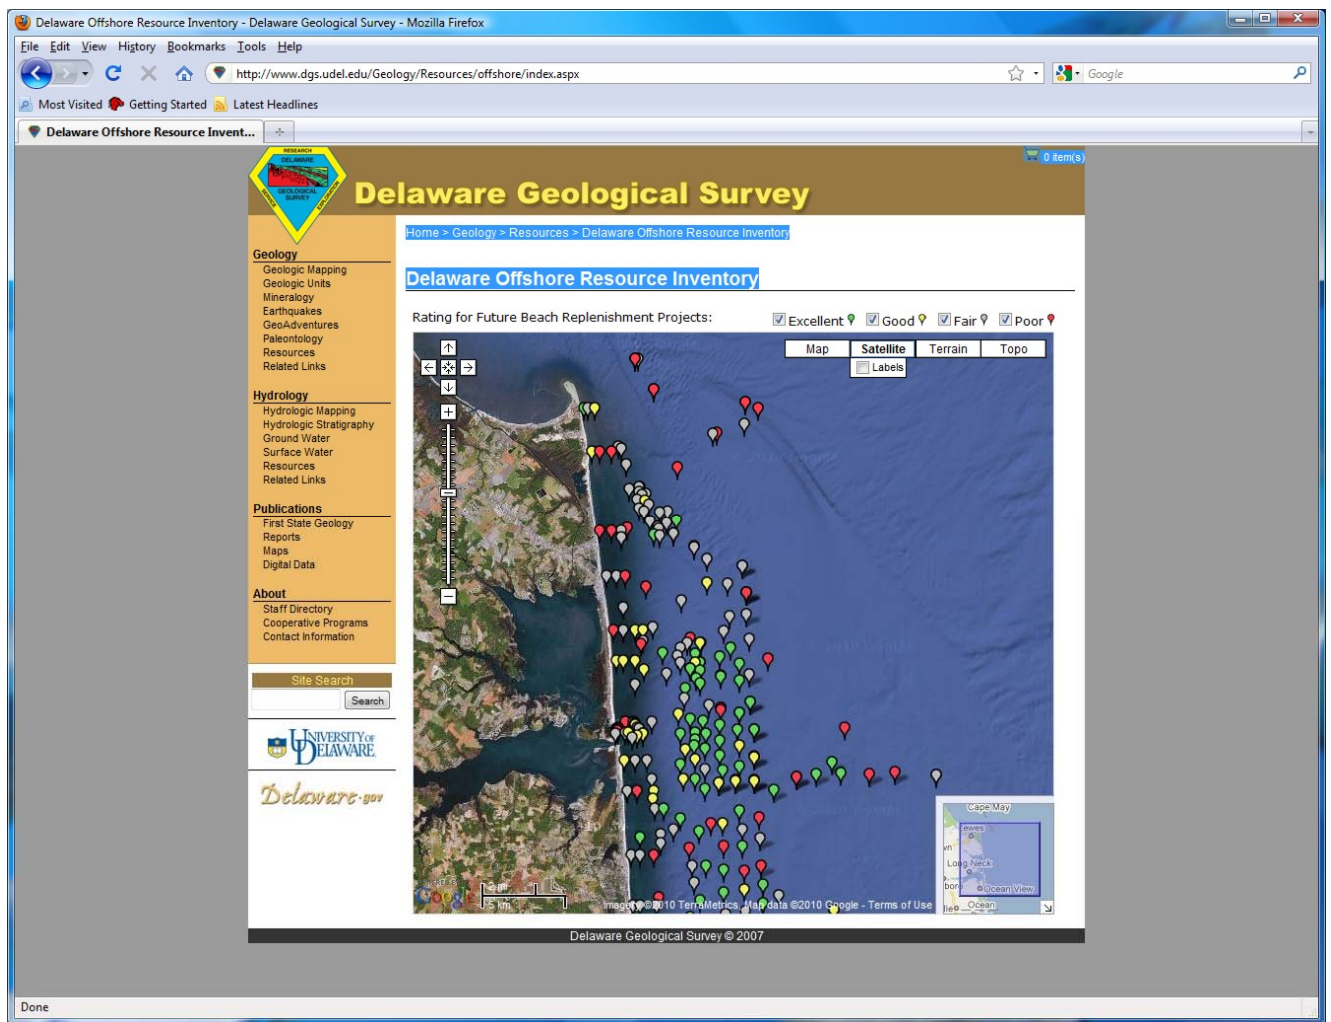 Delaware Offshore Resource Inventory - Delaware Geological Survey - Mozilla Firefox
File Edit View History Bookmarks Tools Help
http://www.dgs.udel.edu/Geology/Resources/offshore/index.aspx
Google
Most Visited Getting Started Latest Headlines
Delaware Offshore Resource Invent...
RESEARCH
DELAWARE
GEOLOGICAL
SURVEY
SERVICE
EXPLORATION
Delaware Geological Survey
0 item(s)
Home > Geology > Resources > Delaware Offshore Resource Inventory
Delaware Offshore Resource Inventory
Geology
Geologic Mapping
Geologic Units
Mineralogy
Earthquakes
GeoAdventures
Paleontology
Resources
Related Links
Hydrology
Hydrologic Mapping
Hydrologic Stratigraphy
Ground Water
Surface Water
Resources
Related Links
Publications
First State Geology
Reports
Maps
Digital Data
About
Staff Directory
Cooperative Programs
Contact Information
Site Search
Search
UNIVERSITY OF DELAWARE
Delaware.gov
Rating for Future Beach Replenishment Projects:
Excellent Good Fair Poor
Map Satellite Terrain Topo
Labels
Cape May
Long Neck
Ocean View
Ocean
Google
2 mi
5 km
Imagery ©2010 TerraMetrics, Map data ©2010 Google - Terms of Use
Delaware Geological Survey © 2007
Done